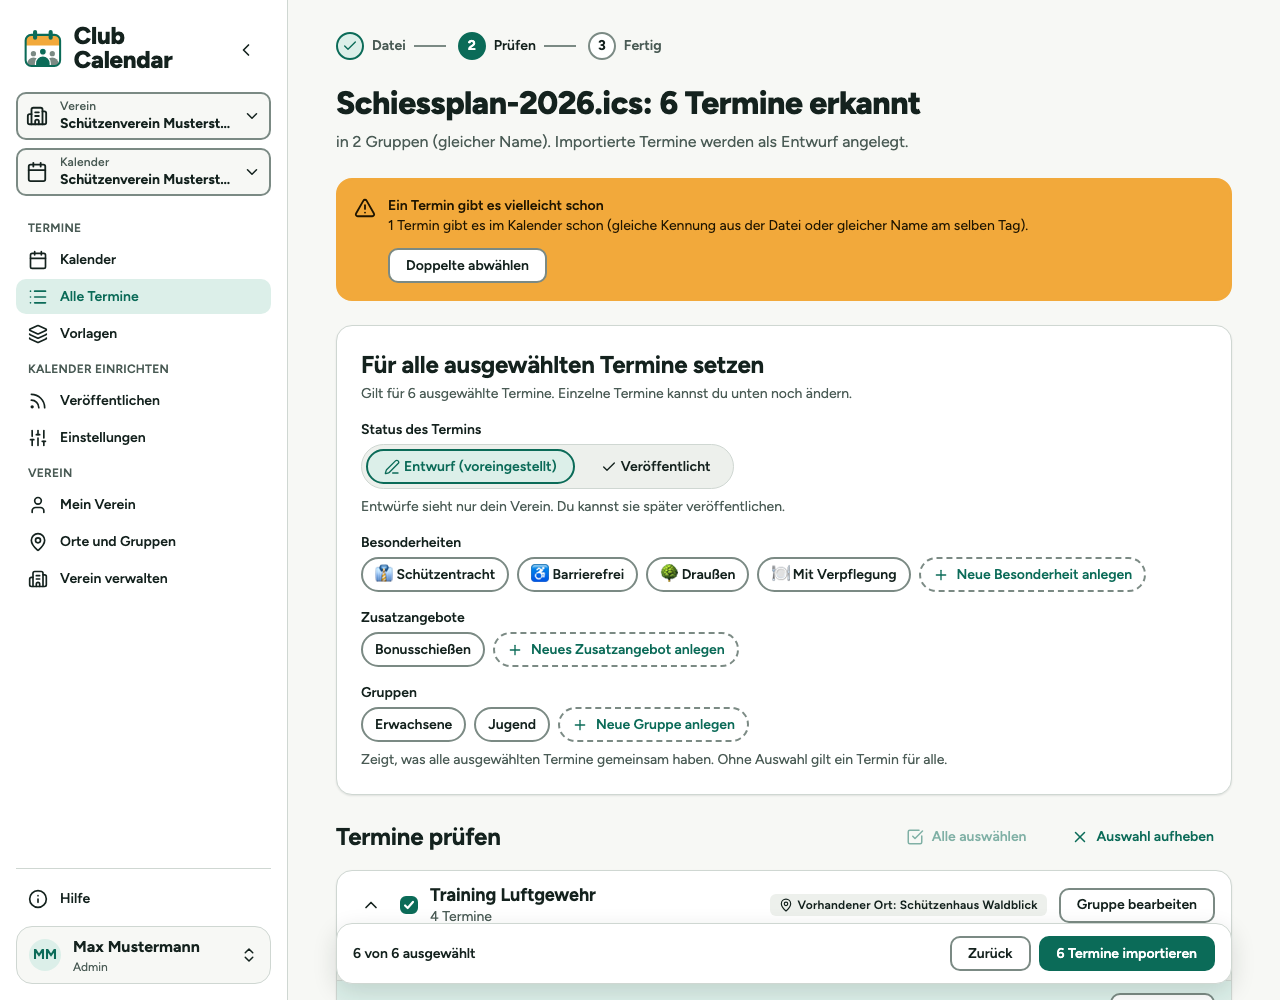 Club
Calendar
Verein
Schützenverein Musterst...
Kalender
Schützenverein Musterst...
TERMINE
Kalender
Alle Termine
Vorlagen
KALENDER EINRICHTEN
Veröffentlichen
Einstellungen
VEREIN
Mein Verein
Orte und Gruppen
Verein verwalten
Hilfe
MM
Max Mustermann
Admin
Datei
2 Prüfen
3 Fertig
Schiessplan-2026.ics: 6 Termine erkannt
in 2 Gruppen (gleicher Name). Importierte Termine werden als Entwurf angelegt.
Ein Termin gibt es vielleicht schon
1 Termin gibt es im Kalender schon (gleiche Kennung aus der Datei oder gleicher Name am selben Tag).
Doppelte abwählen
Für alle ausgewählten Termine setzen
Gilt für 6 ausgewählte Termine. Einzelne Termine kannst du unten noch ändern.
Status des Termins
Entwurf (voreingestellt)
Veröffentlicht
Entwürfe sieht nur dein Verein. Du kannst sie später veröffentlichen.
Besonderheiten
Schützentracht
Barrierefrei
Draußen
Mit Verpflegung
Neue Besonderheit anlegen
Zusatzangebote
Bonusschießen
Neues Zusatzangebot anlegen
Gruppen
Erwachsene
Jugend
Neue Gruppe anlegen
Zeigt, was alle ausgewählten Termine gemeinsam haben. Ohne Auswahl gilt ein Termin für alle.
Termine prüfen
Alle auswählen
Auswahl aufheben
Training Luftgewehr
4 Termine
Vorhandener Ort: Schützenhaus Waldblick
Gruppe bearbeiten
6 von 6 ausgewählt
Zurück
6 Termine importieren